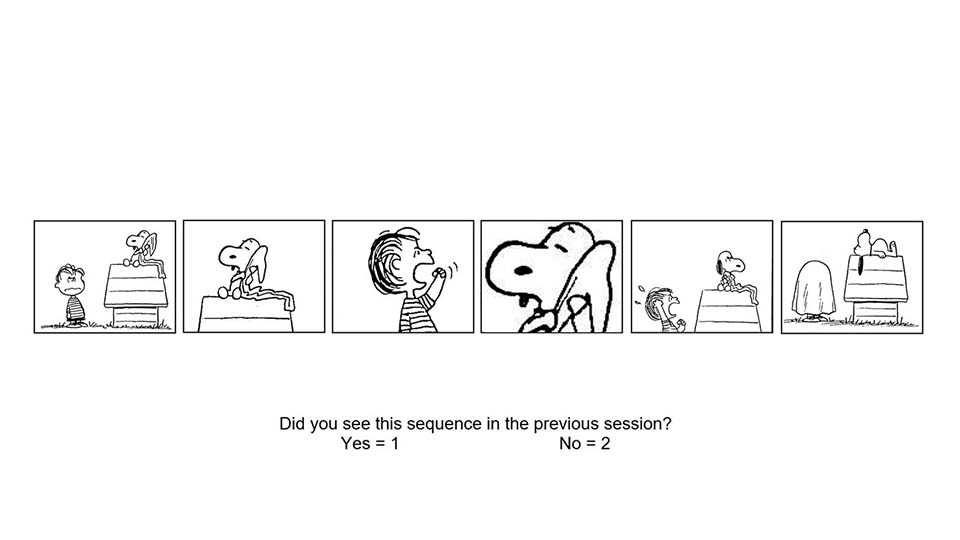 Did you see this sequence in the previous session?
Yes = 1 No = 2